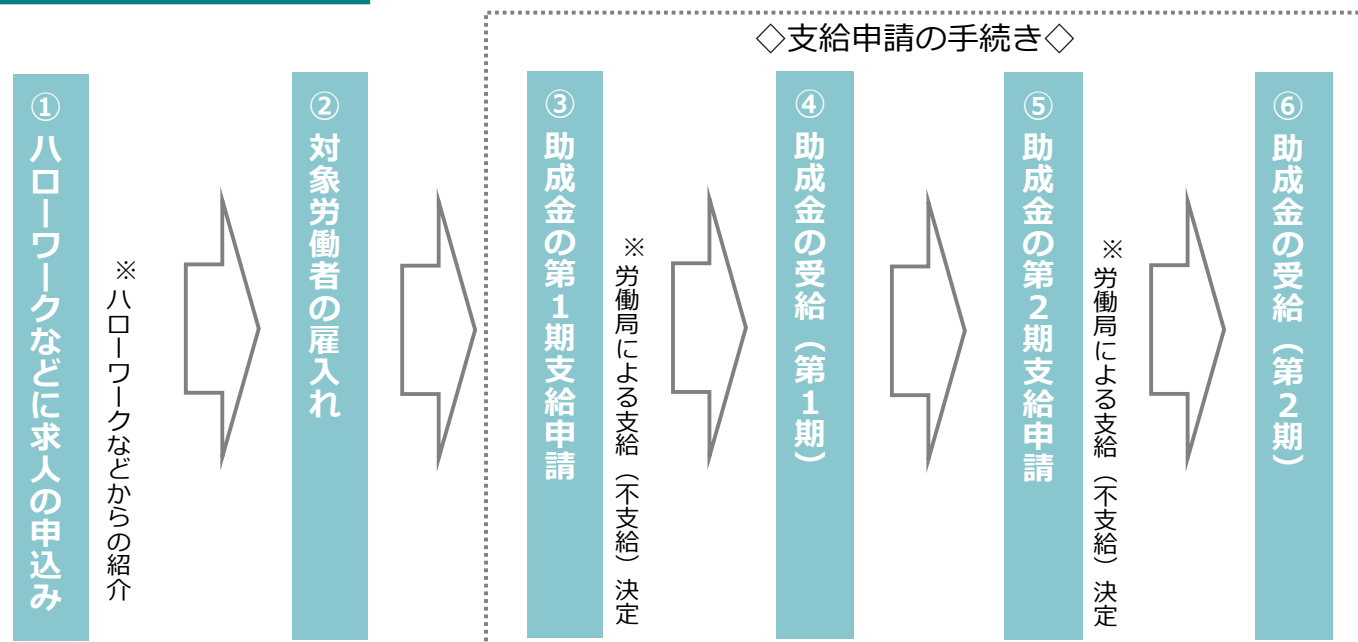 ◇支給申請の手続き◇
①ハローワークなどに求人の申込み
※ハローワークなどからの紹介
②対象労働者の雇入れ
③助成金の第1期支給申請
※労働局による支給（不支給）決定
④助成金の受給（第1期）
⑤助成金の第2期支給申請
※労働局による支給（不支給）決定
⑥助成金の受給（第2期）